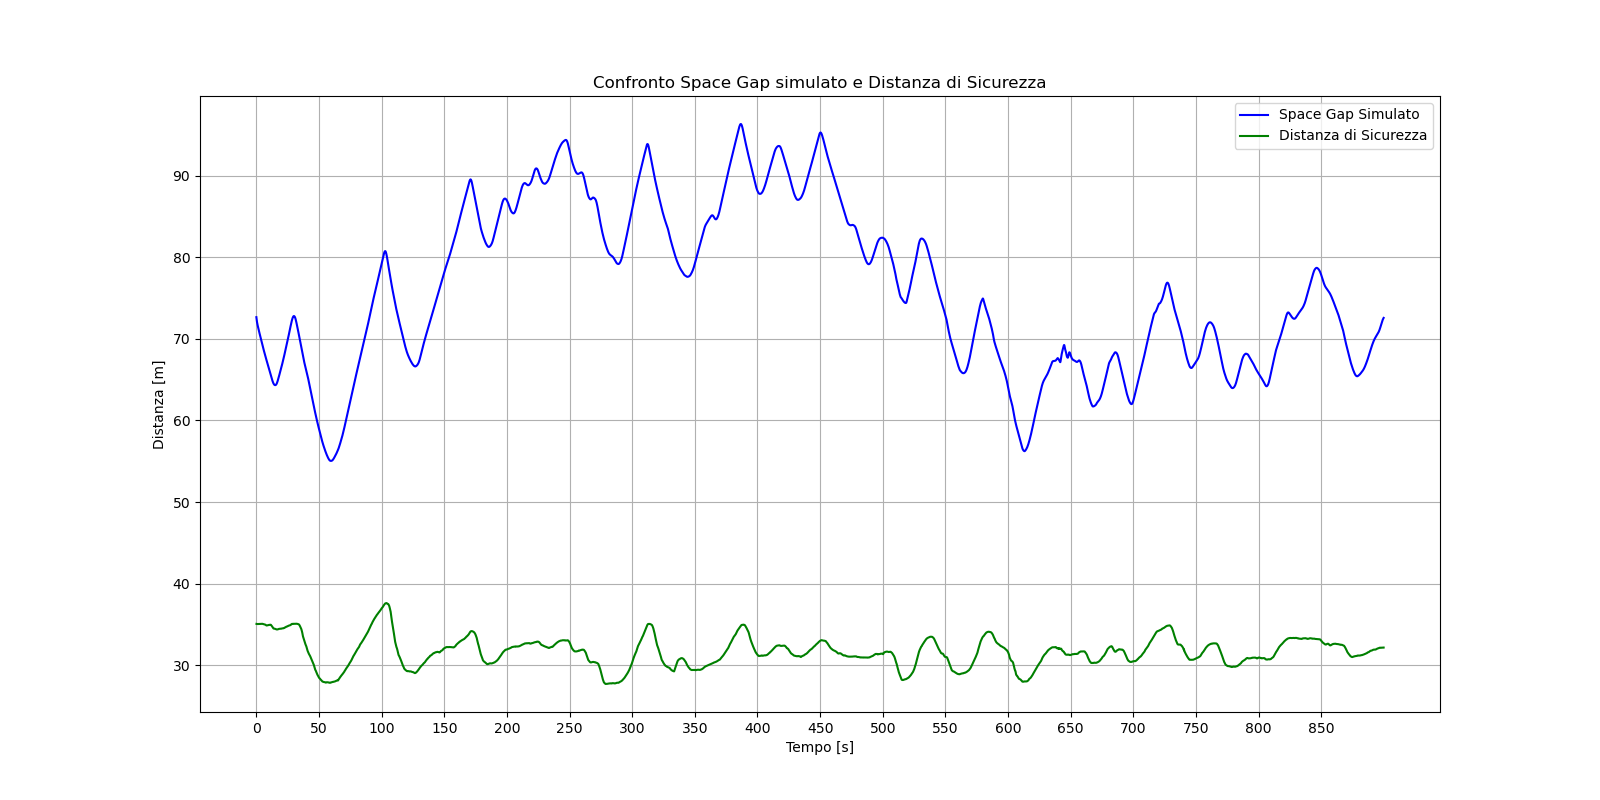 Confronto Space Gap simulato e Distanza di Sicurezza
Space Gap Simulato
Distanza di Sicurezza
90
80
70
60
50
40
30
Distanza [m]
0 50 100 150 200 250 300 350 400 450 500 550 600 650 700 750 800 850
Tempo [s]